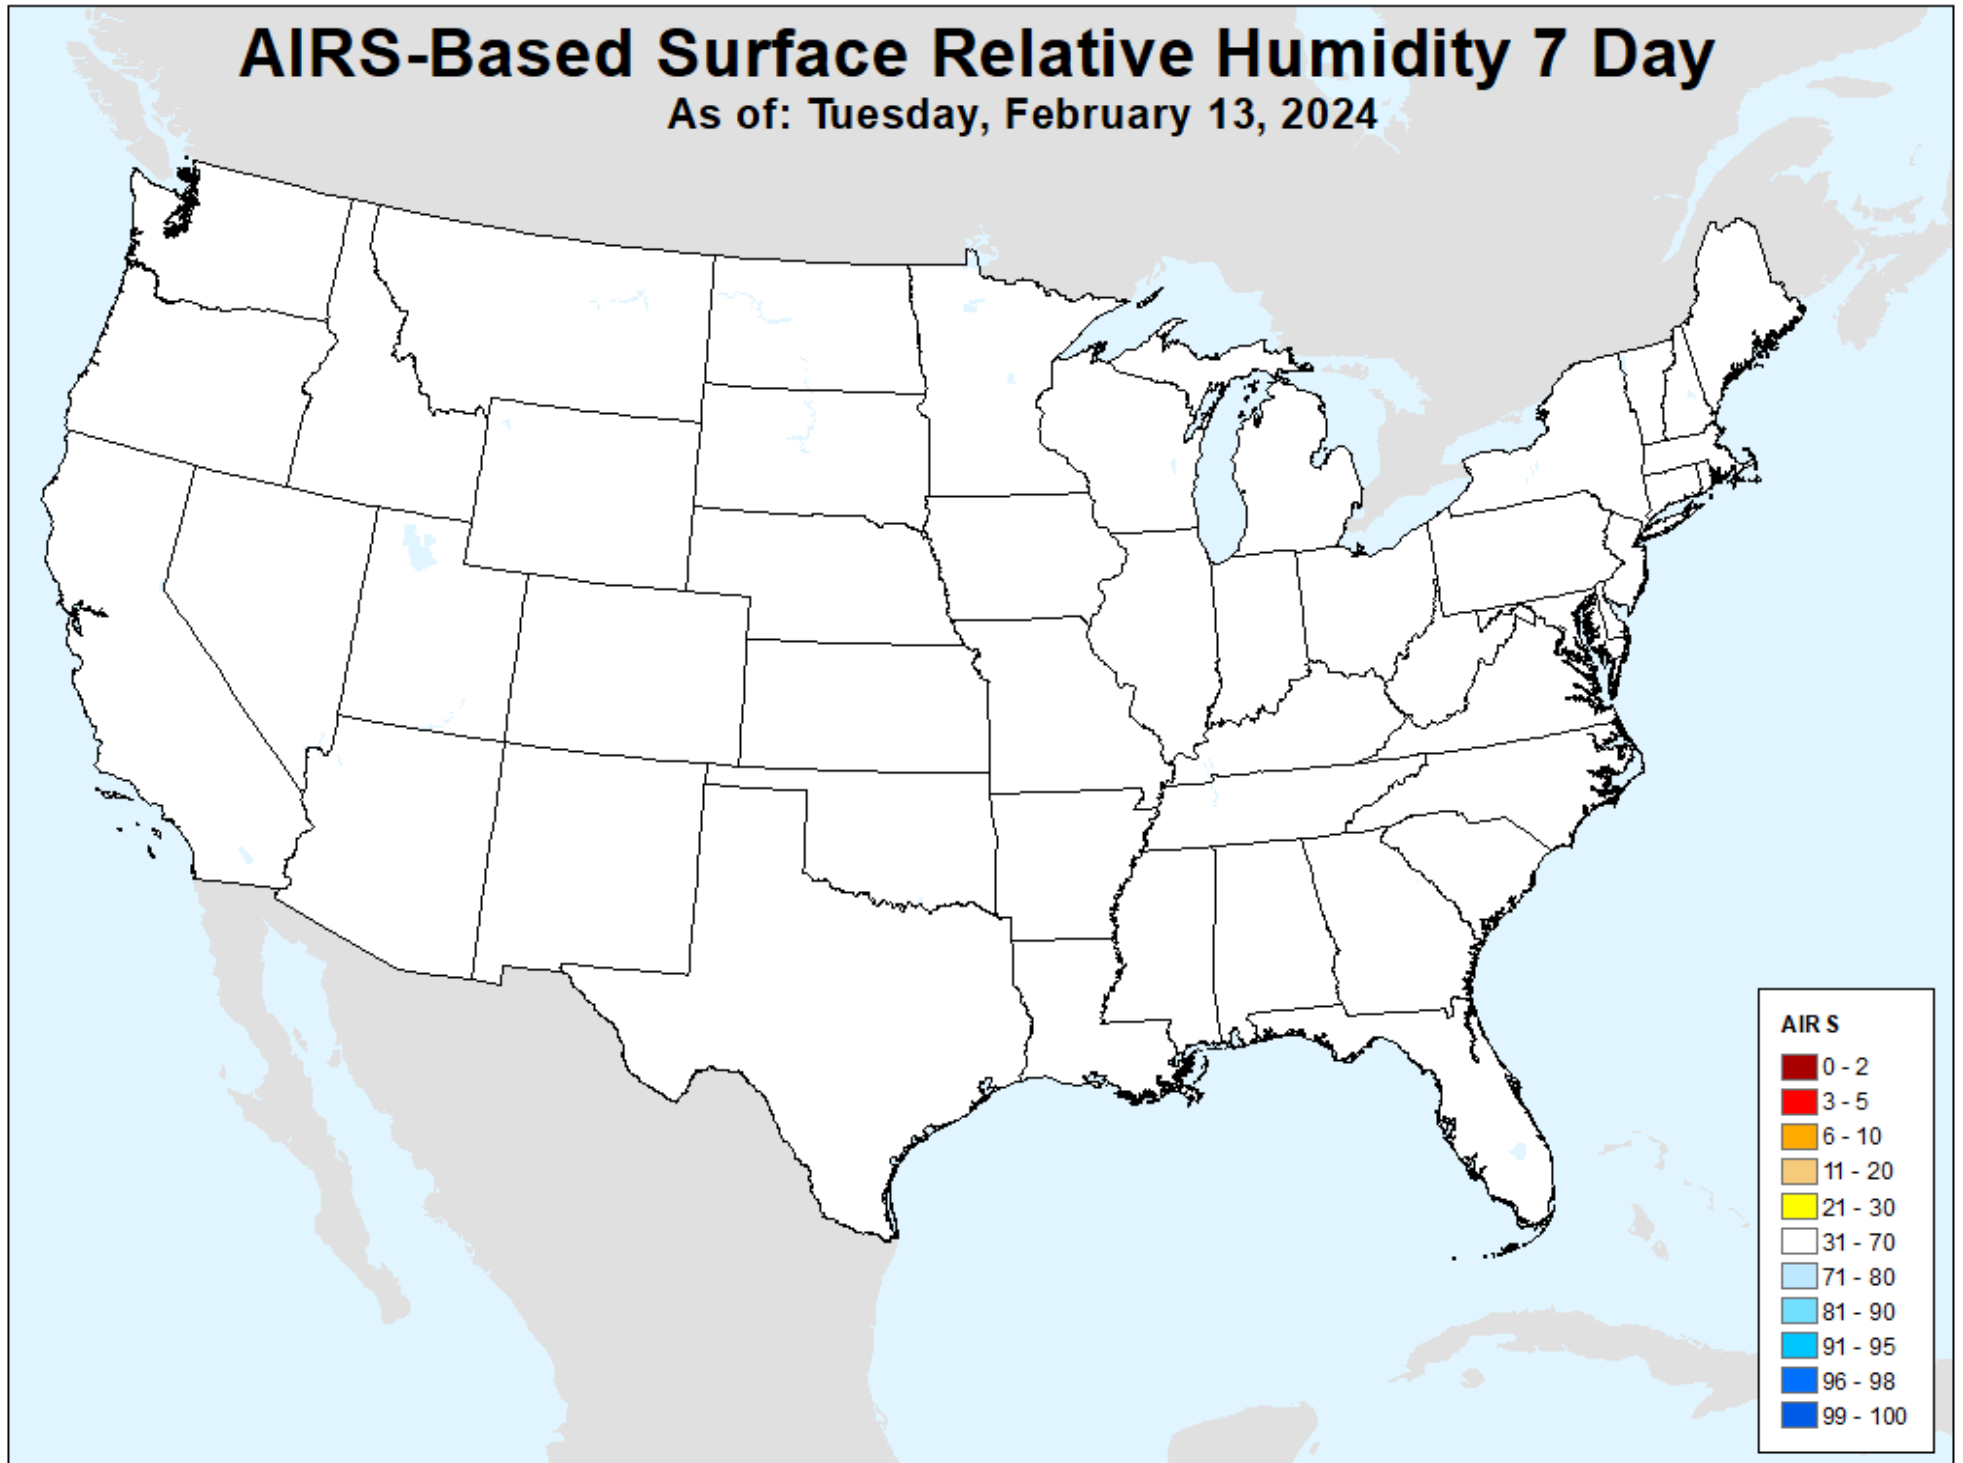 AIRS-Based Surface Relative Humidity 7 Day
As of: Tuesday, February 13, 2024
AIRS
0 - 2
3 - 5
6 - 10
11 - 20
21 - 30
31 - 70
71 - 80
81 - 90
91 - 95
96 - 98
99 - 100